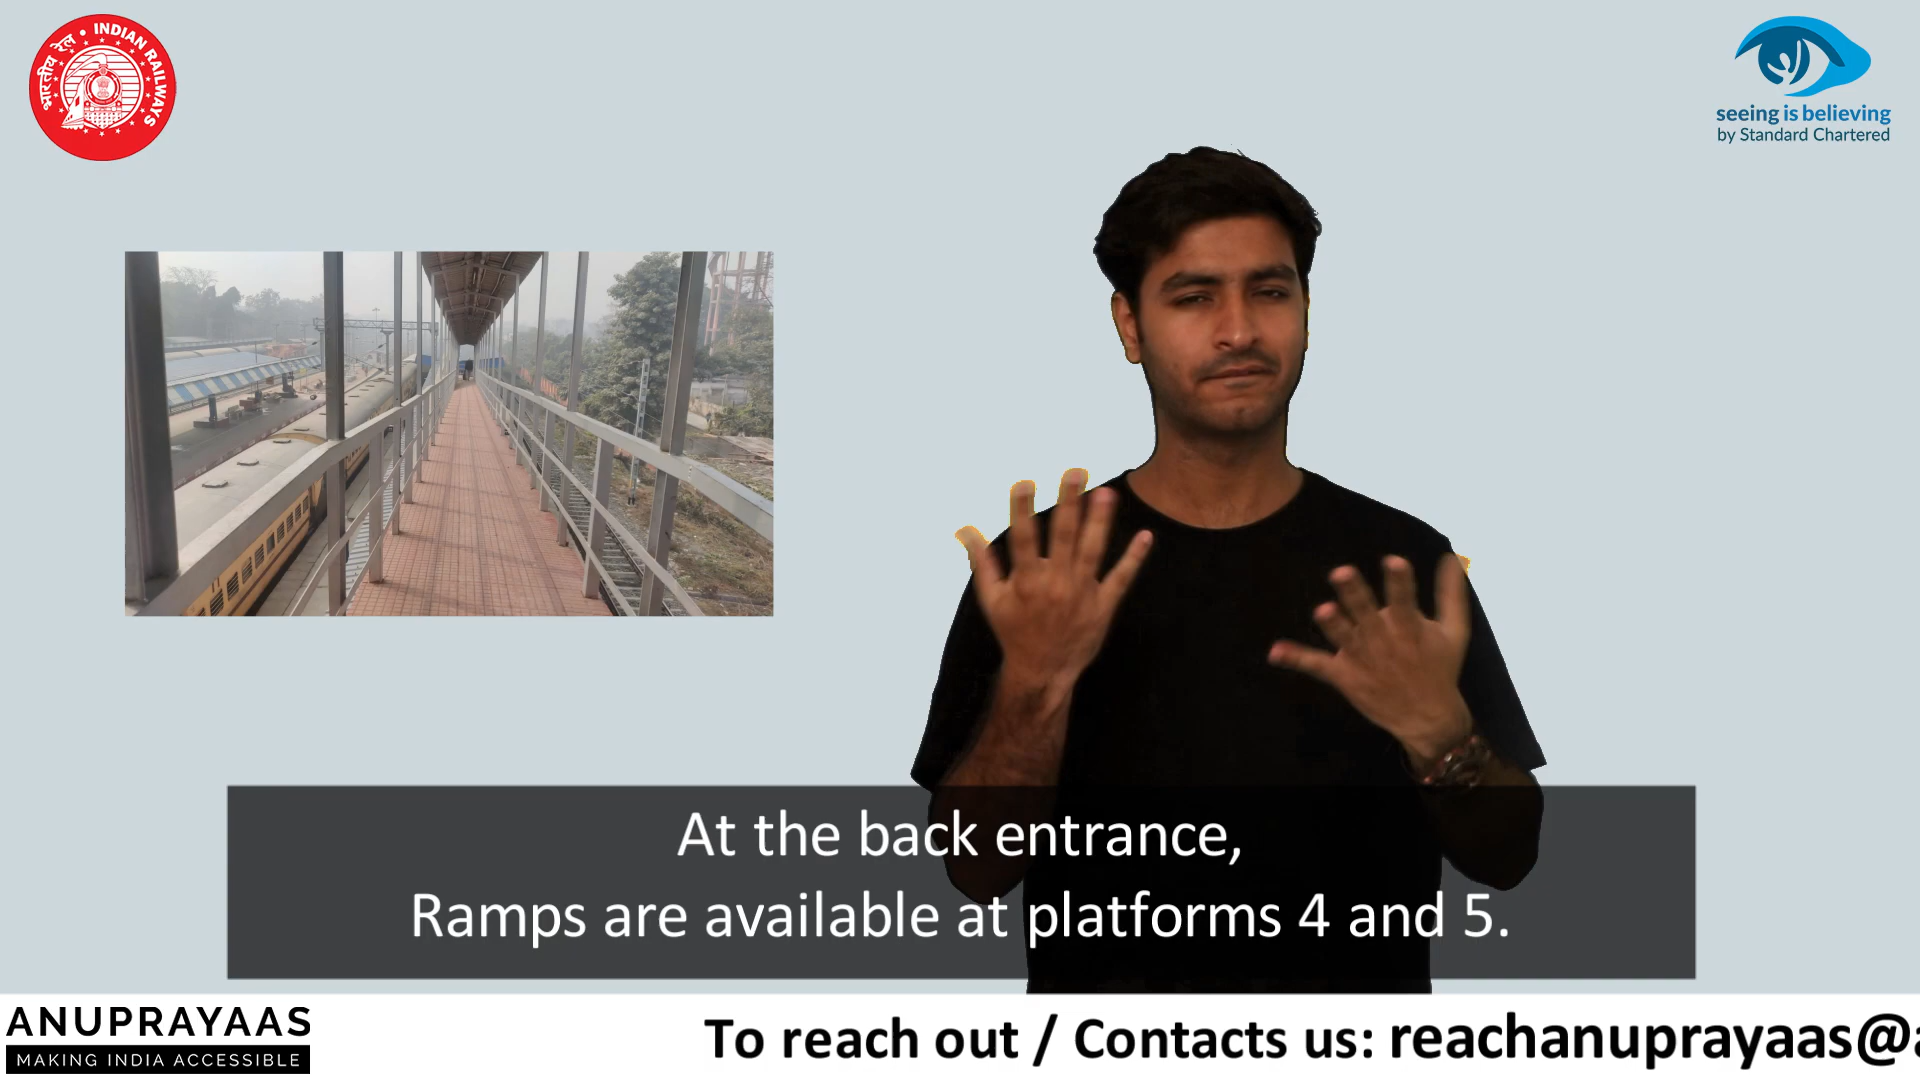 भारतीय रेल • INDIAN RAILWAYS
seeing is believing
by Standard Chartered
At the back entrance,
Ramps are available at platforms 4 and 5.
ANUPRAYAAS
MAKING INDIA ACCESSIBLE
To reach out / Contacts us: reachanuprayaas@a